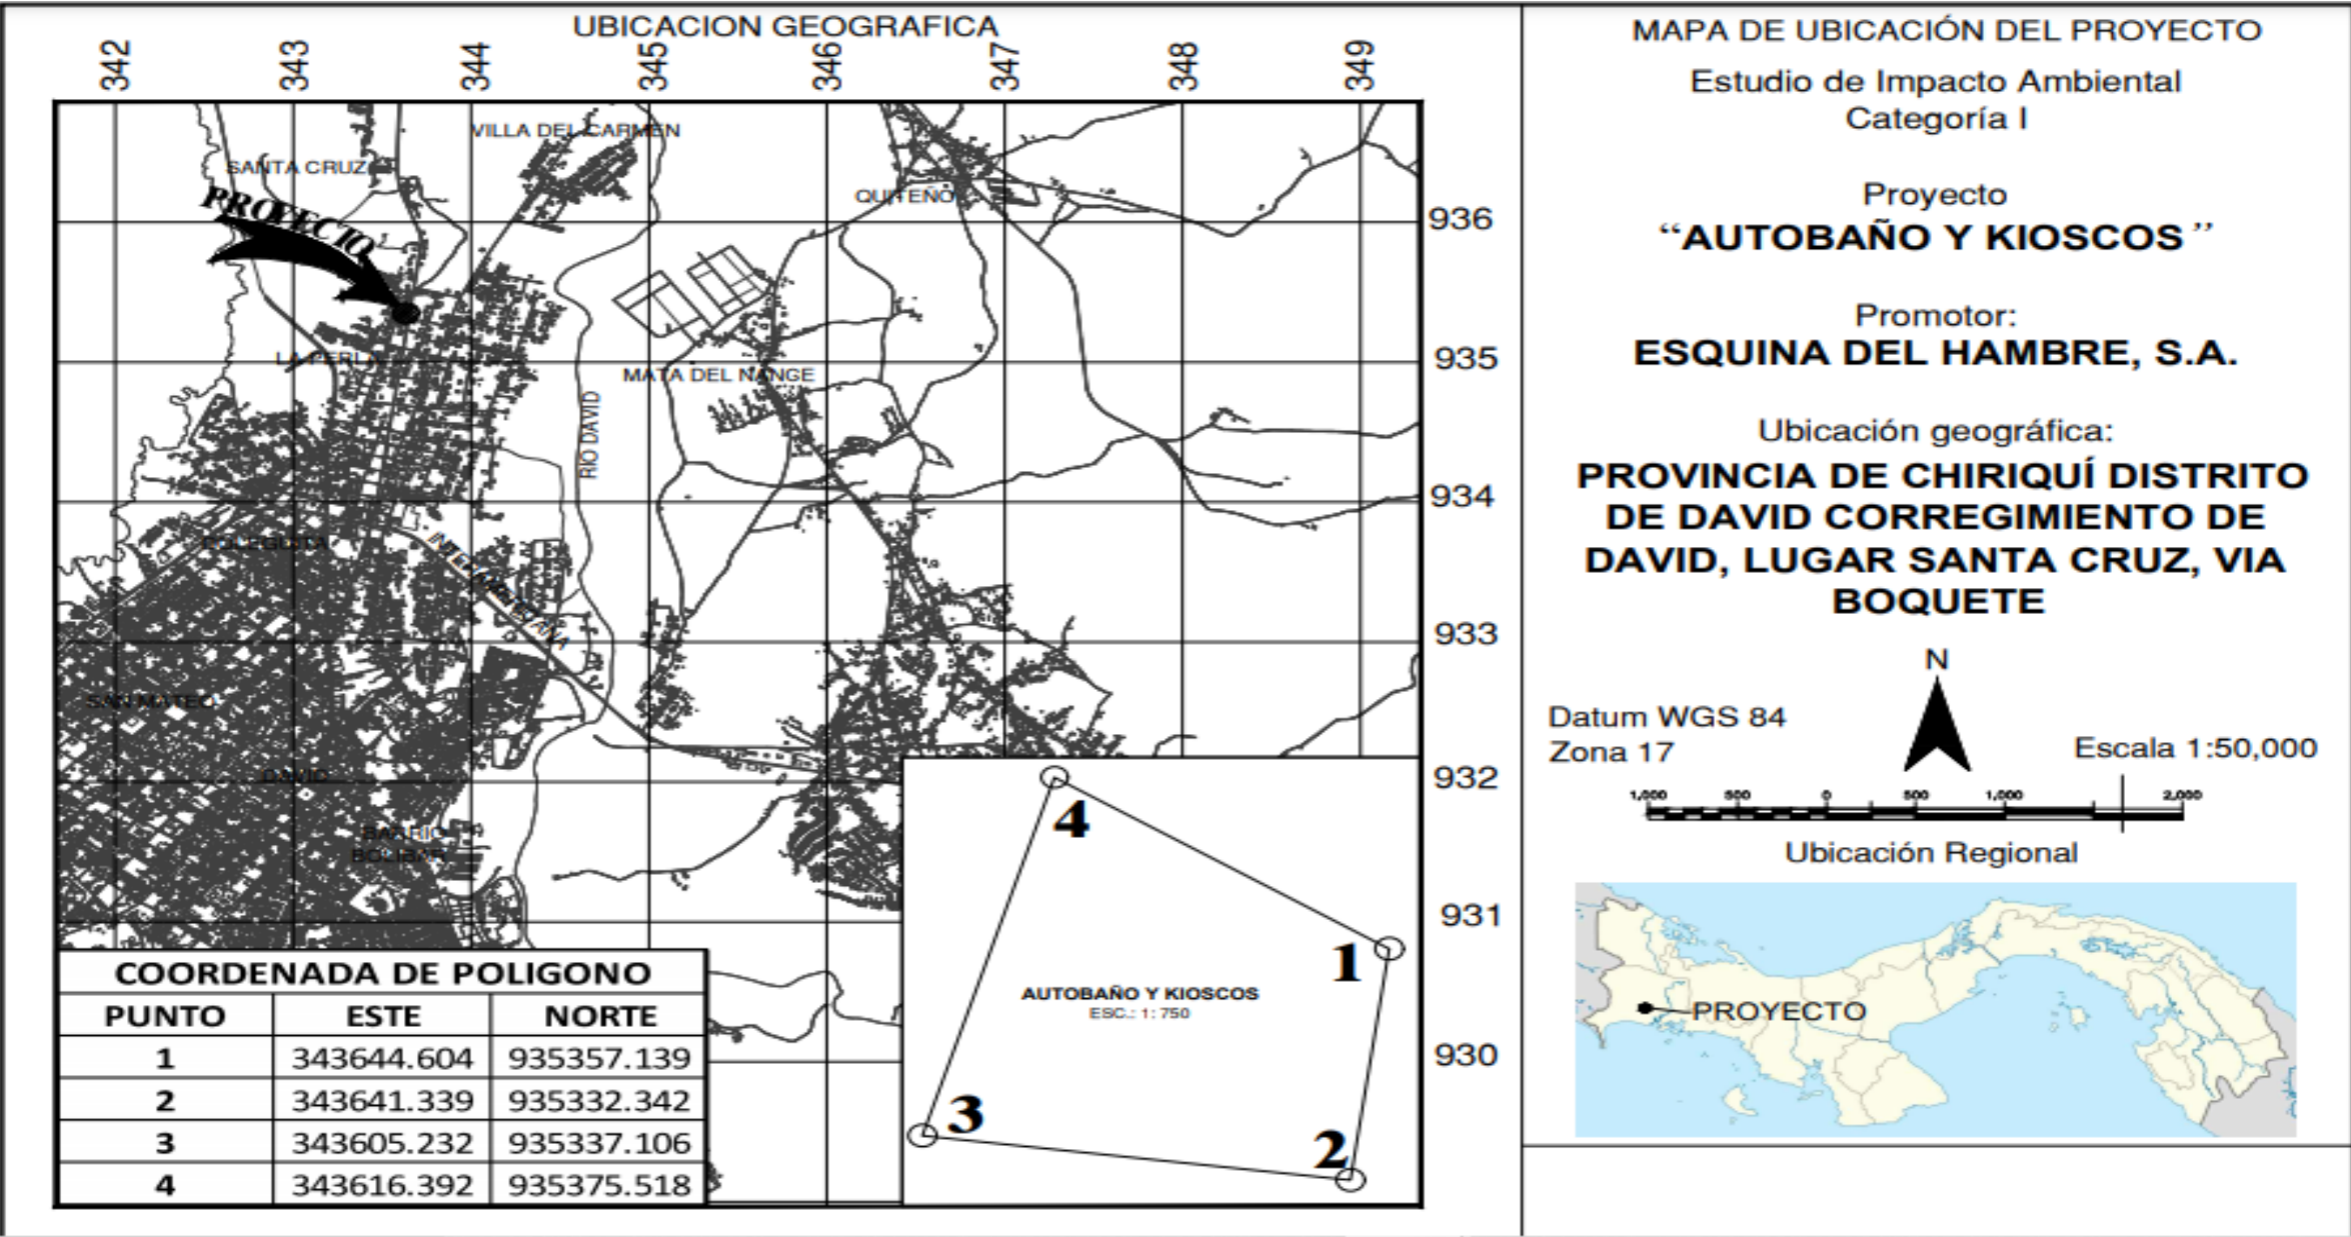 UBICACION GEOGRAFICA
342 343 344 345 346 347 348 349
VILLA DEL CARMEN
SANTA CRUZ
QUITEÑO
PROYECTO
936
LA PERLA
935
MATA DEL NANCE
RIO DAVID
934
INTERAMERICANA
933
SAN MATEO
DAVID
932
BARRIO
BOLIBAR
931
930
COORDENADA DE POLIGONO
PUNTO ESTE NORTE
1 343644.604 935357.139
2 343641.339 935332.342
3 343605.232 935337.106
4 343616.392 935375.518
4
1
AUTOBAÑO Y KIOSCOS
ESC.: 1: 750
3
2
MAPA DE UBICACIÓN DEL PROYECTO
Estudio de Impacto Ambiental
Categoría I
Proyecto
“AUTOBAÑO Y KIOSCOS”
Promotor:
ESQUINA DEL HAMBRE, S.A.
Ubicación geográfica:
PROVINCIA DE CHIRIQUÍ DISTRITO
DE DAVID CORREGIMIENTO DE
DAVID, LUGAR SANTA CRUZ, VIA
BOQUETE
N
Datum WGS 84
Zona 17
Escala 1:50,000
1,000 500 0 500 1,000 2,000
Ubicación Regional
PROYECTO